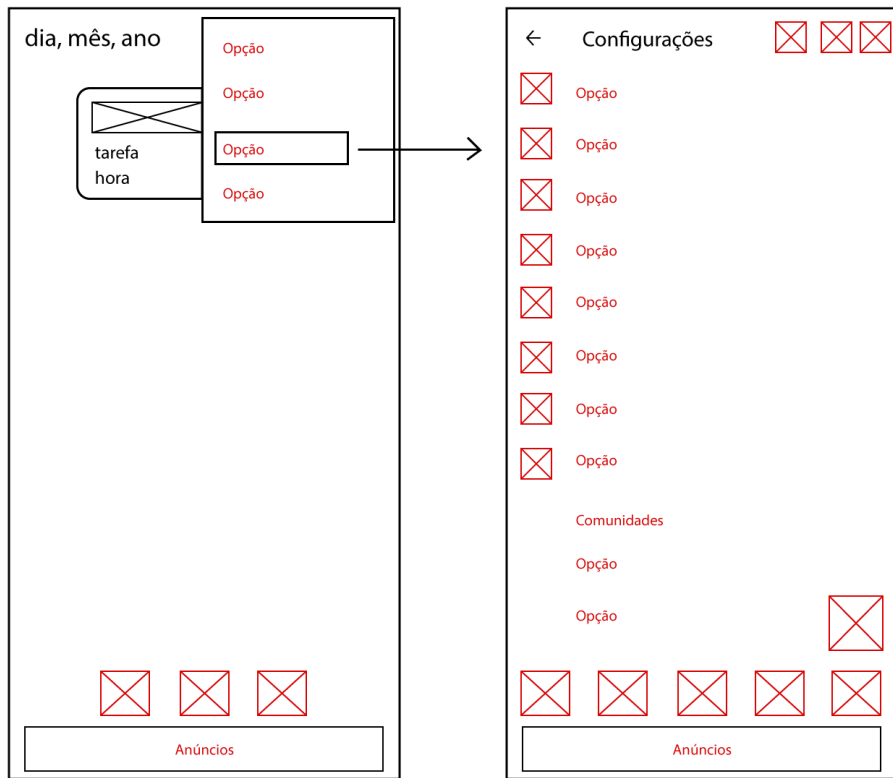 dia, mês, ano
Opção
Opção
Opção
Opção
tarefa
hora
Anúncios
Configurações
Opção
Opção
Opção
Opção
Opção
Opção
Opção
Opção
Comunidades
Opção
Opção
Anúncios